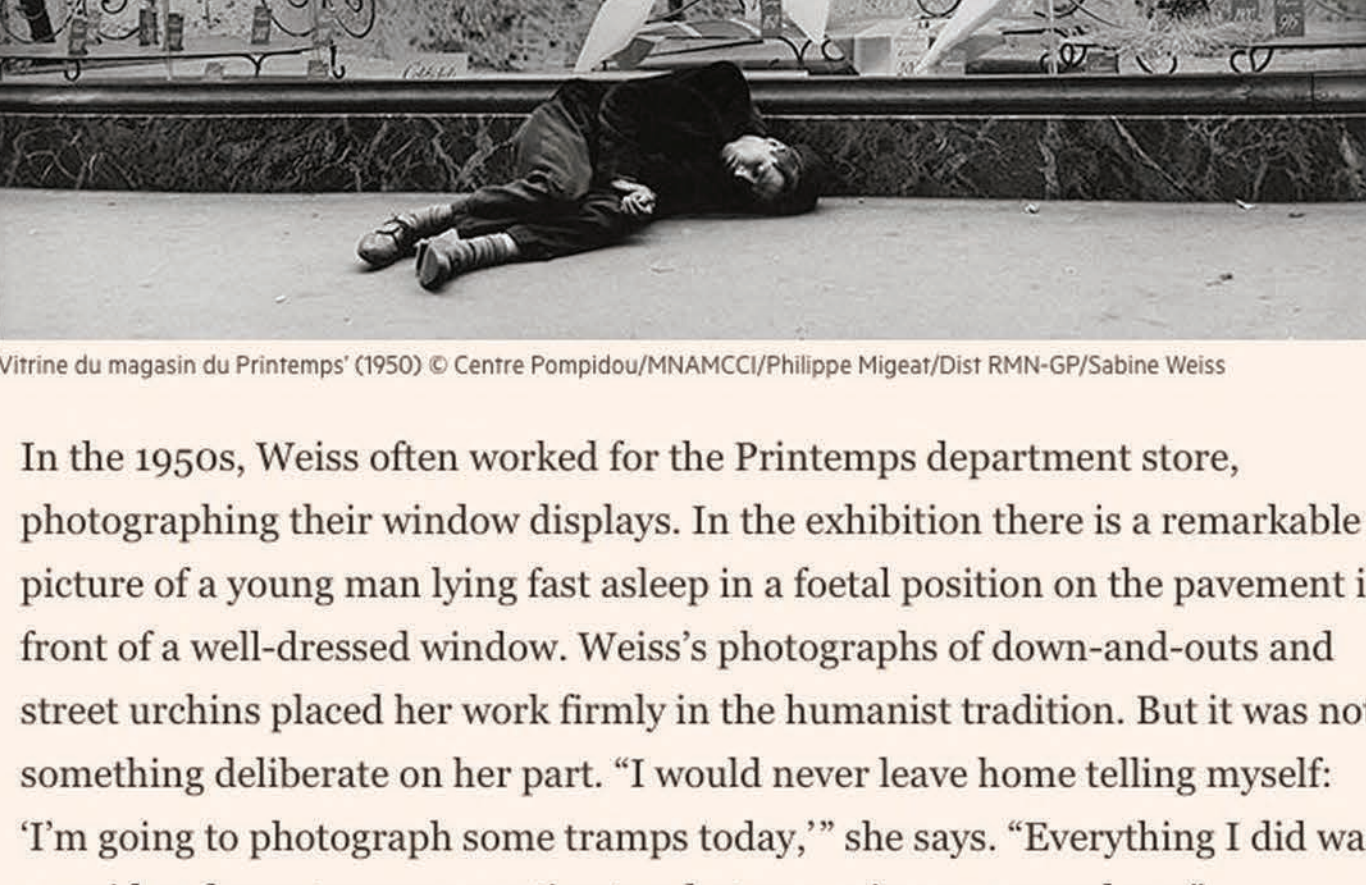 Vitrine du magasin du Printemps' (1950) © Centre Pompidou/MNAMCCI/Philippe Migeat/Dist RMN-GP/Sabine Weiss
In the 1950s, Weiss often worked for the Printemps department store,
photographing their window displays. In the exhibition there is a remarkable
picture of a young man lying fast asleep in a foetal position on the pavement
front of a well-dressed window. Weiss’s photographs of down-and-outs and
street urchins placed her work firmly in the humanist tradition. But it was
something deliberate on her part. “I would never leave home telling myself:
‘I’m going to photograph some tramps today,’” she says. “Everything I did